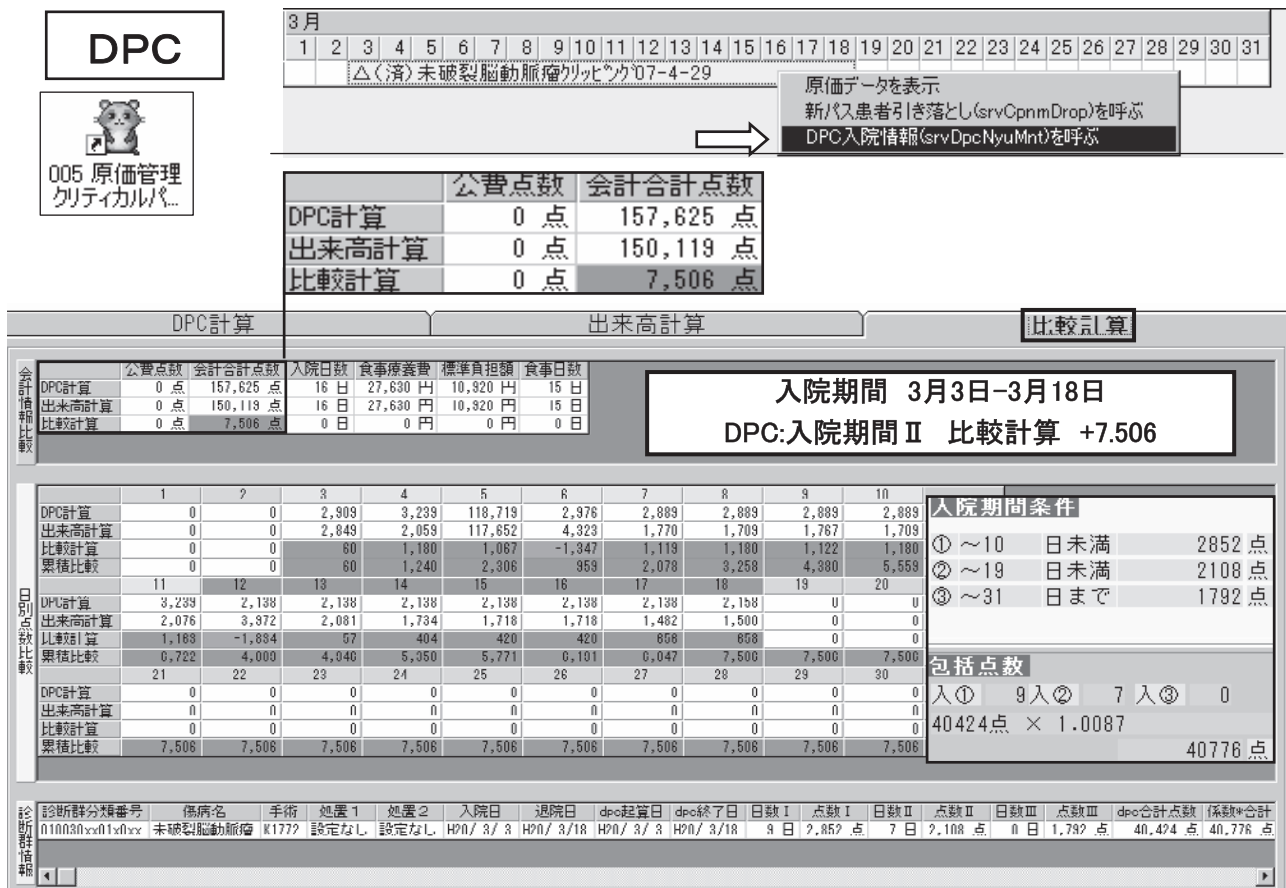 DPC
005 原価管理
クリティカルパ...
3月
1 2 3 4 5 6 7 8 9 10 11 12 13 14 15 16 17 18 19 20 21 22 23 24 25 26 27 28 29 30 31
△(済)未破裂脳動脈瘤クリッピング07-4-29
原価データを表示
新パス患者引き落とし(srvCpnmDrop)を呼ぶ
DPC入院情報(srvDpcNyuMnt)を呼ぶ
公費点数 会計合計点数
DPC計算 0 点 157,625 点
出来高計算 0 点 150,119 点
比較計算 0 点 7,506 点
DPC計算 出来高計算 比較計算
会計情報比較
公費点数 会計合計点数 入院日数 食事療養費 標準負担額 食事日数
DPC計算 0 点 157,625 点 16 日 27,630 円 10,920 円 15 日
出来高計算 0 点 150,119 点 16 日 27,630 円 10,920 円 15 日
比較計算 0 点 7,506 点 0 日 0 円 0 円 0 日
入院期間 3月3日-3月18日
DPC:入院期間Ⅱ 比較計算 +7.506
日別点数比較
1 2 3 4 5 6 7 8 9 10
DPC計算 0 0 2,909 3,239 118,719 2,976 2,889 2,889 2,889 2,889
出来高計算 0 0 2,849 2,059 117,652 4,323 1,770 1,709 1,767 1,709
比較計算 0 0 60 1,180 1,067 -1,347 1,119 1,180 1,122 1,180
累積比較 0 0 60 1,240 2,306 959 2,078 3,258 4,380 5,559
11 12 13 14 15 16 17 18 19 20
DPC計算 3,239 2,138 2,138 2,138 2,138 2,138 2,138 2,158 0 0
出来高計算 2,076 3,972 2,081 1,734 1,718 1,718 1,482 1,500 0 0
比較計算 1,163 -1,834 57 404 420 420 656 658 0 0
累積比較 6,722 5,350 5,771 7,506 7,506 7,506
21 22 23 24 25 26 27 28 29 30
DPC計算 0 0 0 0 0 0 0 0 0 0
出来高計算 0 0 0 0 0 0 0 0 0 0
比較計算 0 0 0 0 0 0 0 0 0 0
累積比較 7,506 7,506 7,506 7,506 7,506 7,506 7,506 7,506 7,506 7,506
入院期間条件
① ~10 日未満 2852 点
② ~19 日未満 2108 点
③ ~31 日まで 1792 点
包括点数
入① 9 入② 7 入③ 0
40424点 × 1.0087
40776 点
診断群情報
診断群分類番号 傷病名 手術 処置1 処置2 入院日 退院日 dpc起算日 dpc終了日 日数Ⅰ 点数Ⅰ 日数Ⅱ 点数Ⅱ 日数Ⅲ 点数Ⅲ dpc合計点数 係数*合計
010030xx01x0xx 未破裂脳動脈瘤 K1772 設定なし 設定なし H20/ 3/ 3 H20/ 3/18 H20/ 3/ 3 H20/ 3/18 9 日 2,852 点 7 日 2,108 点 0 日 1,792 点 40,424 点 40,776 点